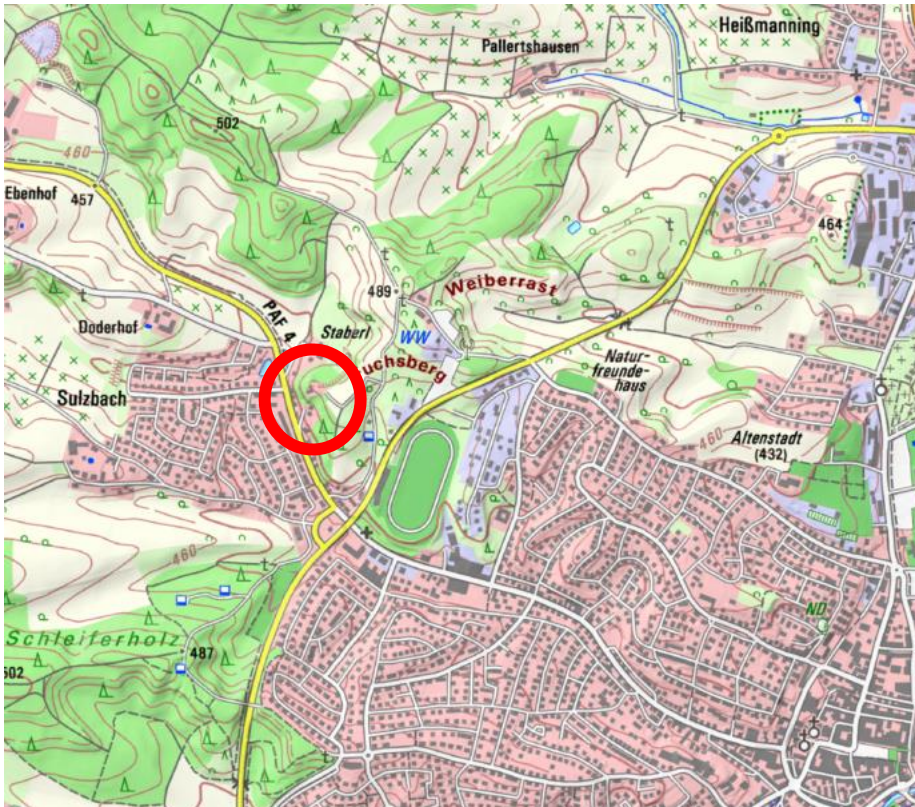 Heißmanning
Pallertshausen
502
460
Ebenhof
457
464
Weiberrast
489
PAF 4
Staberl
WW
Doderhof
uchsberg
Natur-
freunde-
haus
Sulzbach
460
Altenstadt
(432)
460
ND
Schleiferholz
487
502